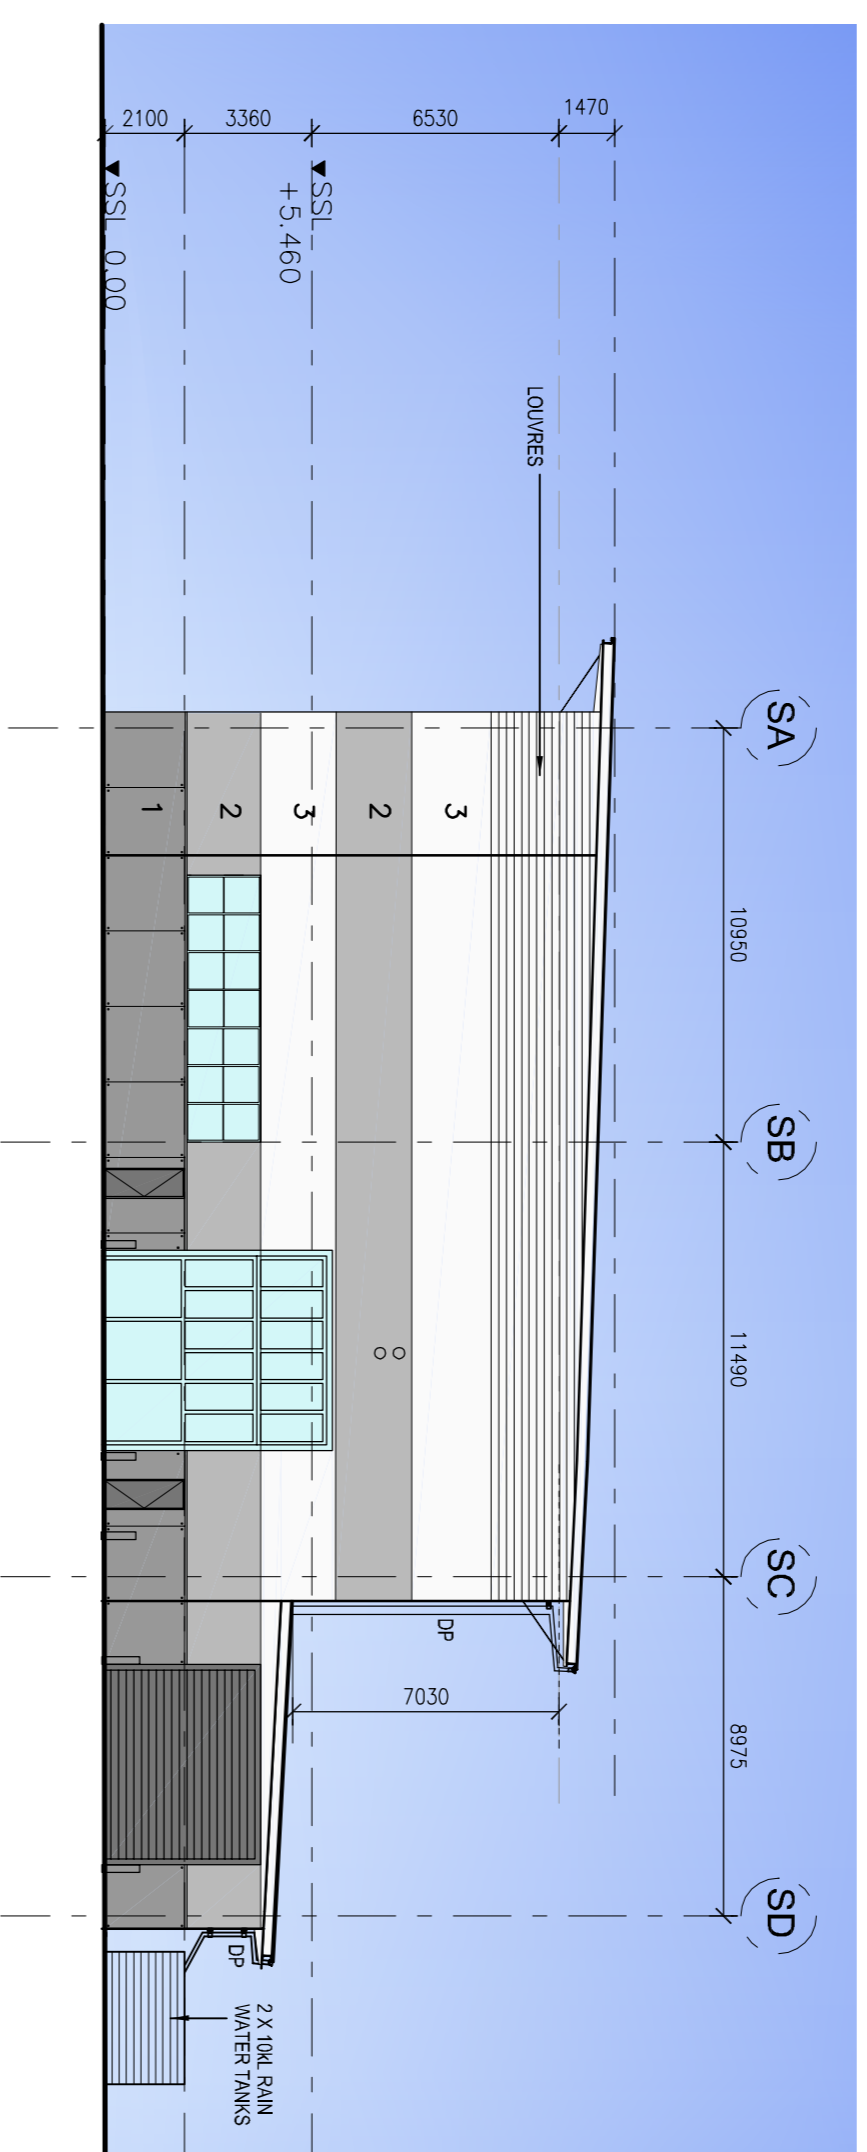 SA
SB
SC
SD
10950
11490
8975
1470
6530
3360
2100
LOUVRES
SSL
+5.460
SSL 0.00
3
2
3
2
1
DP
7030
DP
2 X 10kL RAIN
WATER TANKS